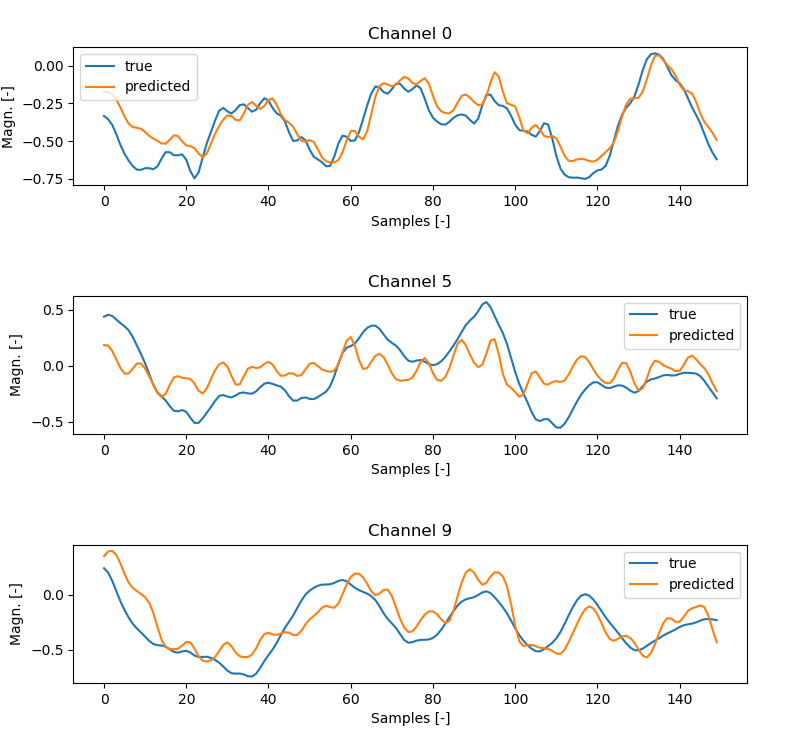 Channel 0
true
predicted
0.00
−0.25
−0.50
−0.75
Magn. [-]
0 20 40 60 80 100 120 140
Samples [-]
Channel 5
true
predicted
0.5
0.0
−0.5
Magn. [-]
0 20 40 60 80 100 120 140
Samples [-]
Channel 9
true
predicted
0.0
−0.5
Magn. [-]
0 20 40 60 80 100 120 140
Samples [-]